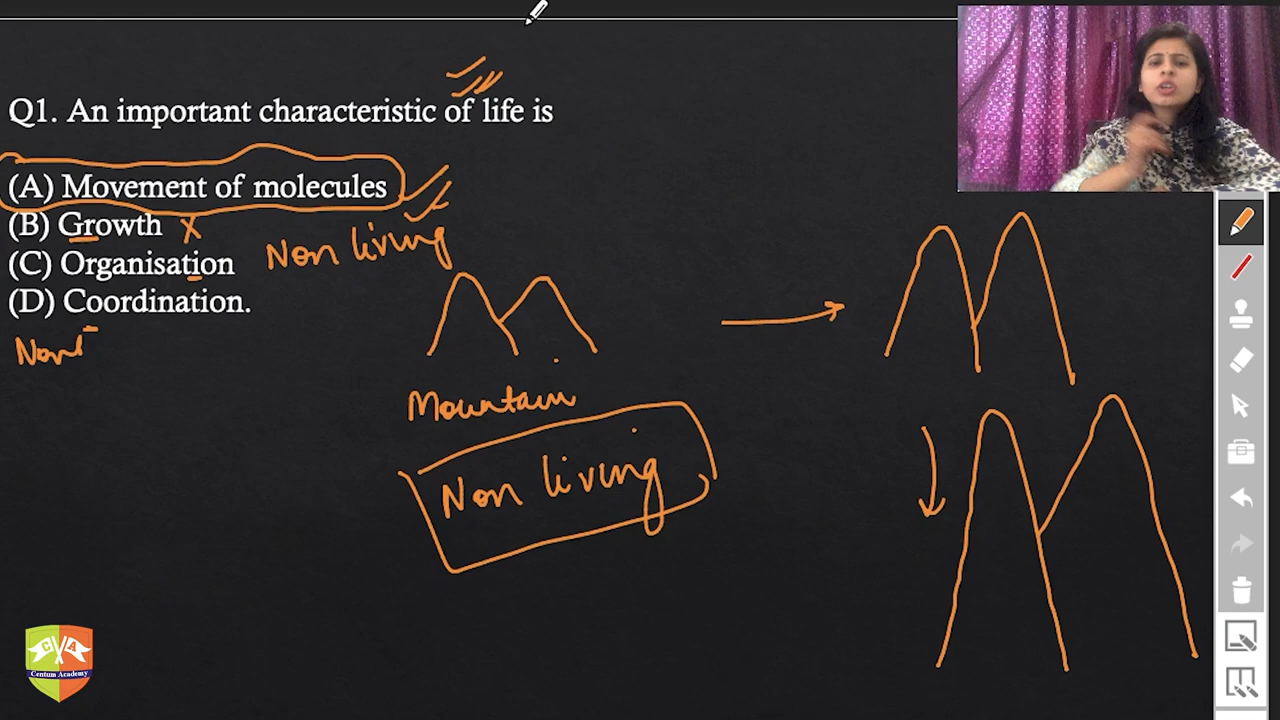 Q1. An important characteristic of life is
(A) Movement of molecules
(B) Growth X
(C) Organisation
(D) Coordination.
Non living
Mountain
Non living
C A
Centum Academy